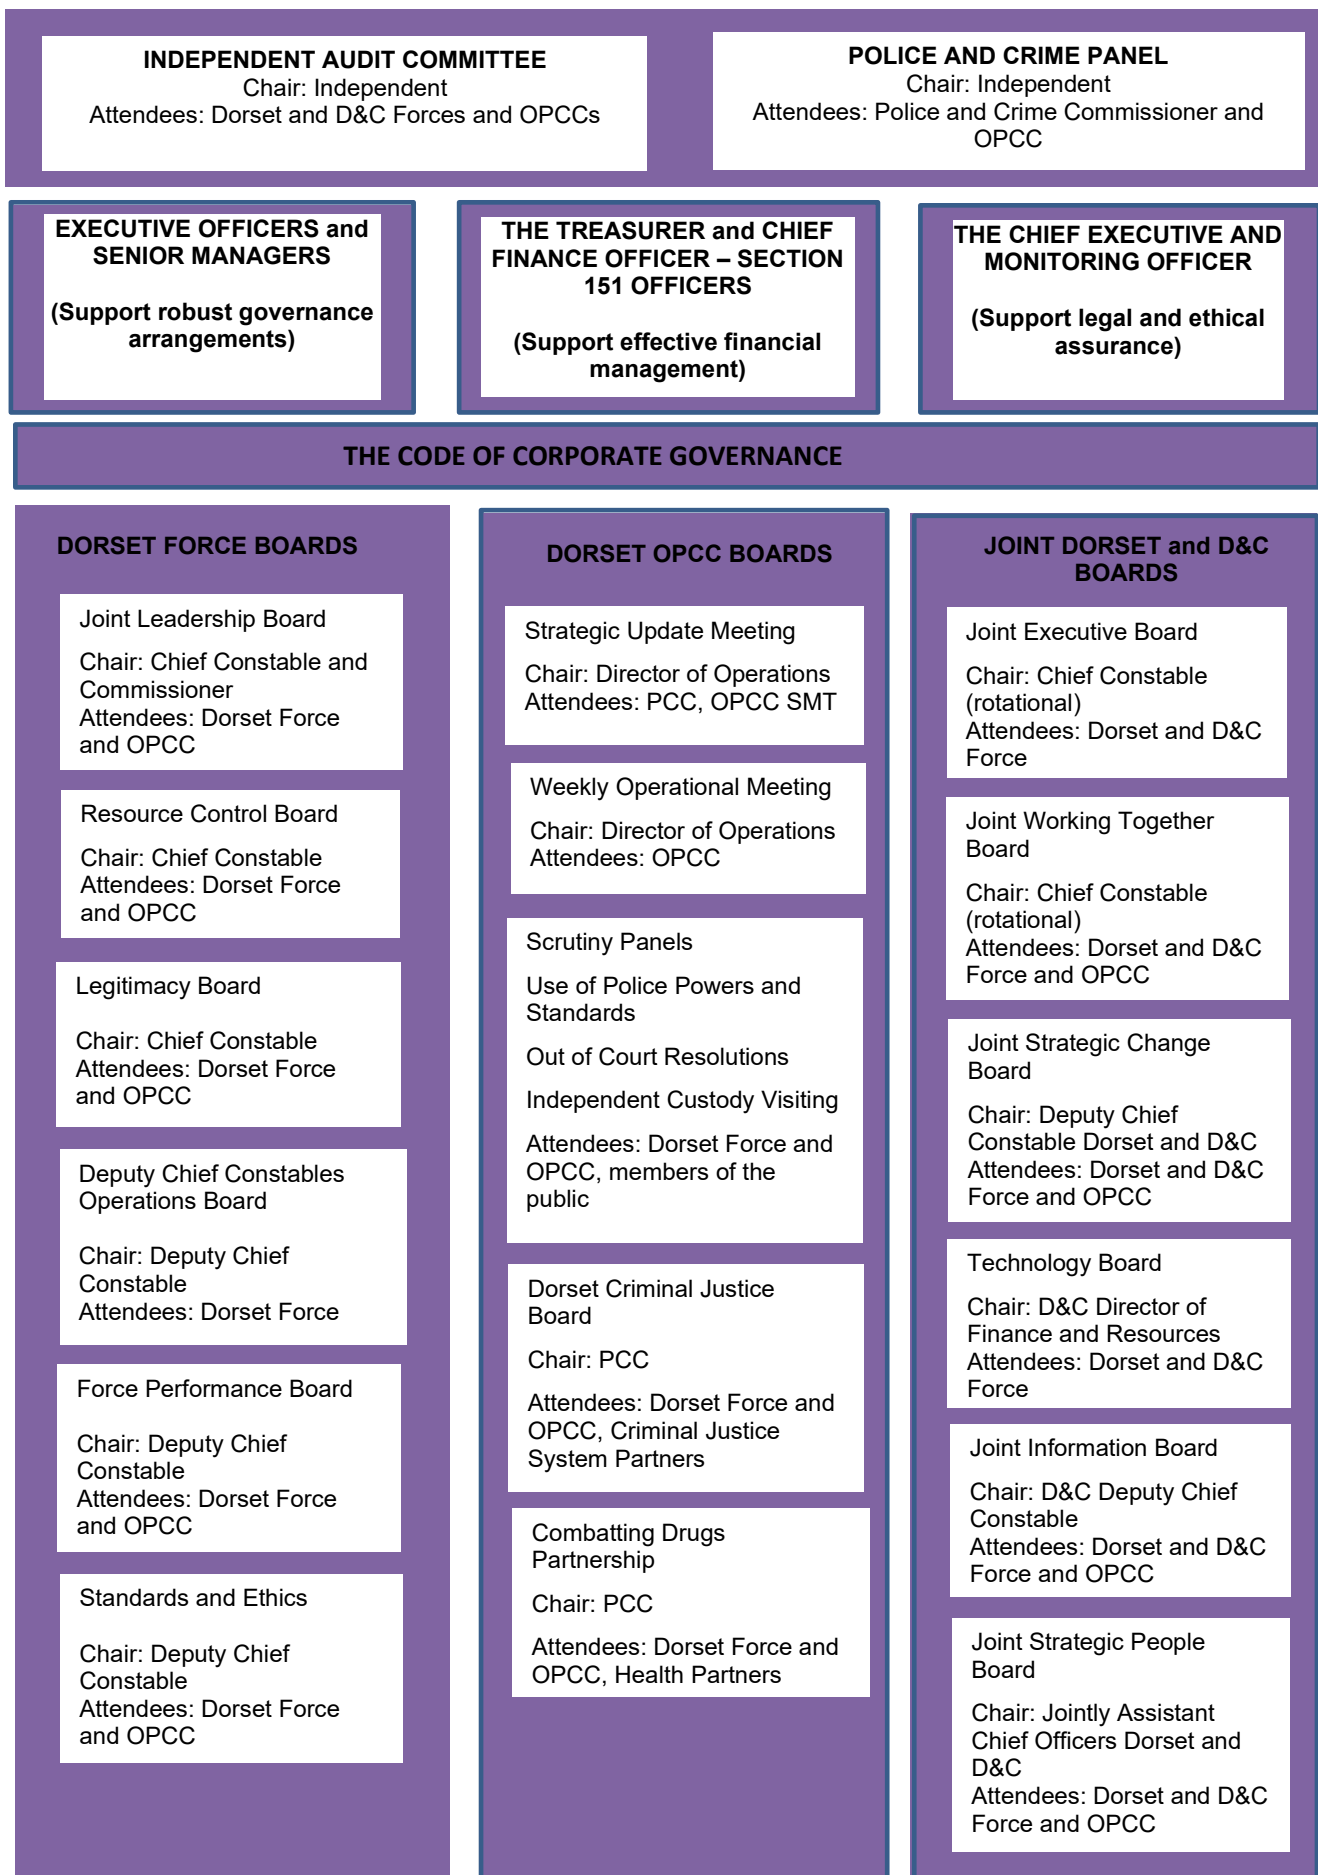 INDEPENDENT AUDIT COMMITTEE
Chair: Independent
Attendees: Dorset and D&C Forces and OPCCs
POLICE AND CRIME PANEL
Chair: Independent
Attendees: Police and Crime Commissioner and
OPCC
EXECUTIVE OFFICERS and
SENIOR MANAGERS
(Support robust governance
arrangements)
THE TREASURER and CHIEF
FINANCE OFFICER – SECTION
151 OFFICERS
(Support effective financial
management)
THE CHIEF EXECUTIVE AND
MONITORING OFFICER
(Support legal and ethical
assurance)
THE CODE OF CORPORATE GOVERNANCE
DORSET FORCE BOARDS
Joint Leadership Board
Chair: Chief Constable and
Commissioner
Attendees: Dorset Force
and OPCC
Resource Control Board
Chair: Chief Constable
Attendees: Dorset Force
and OPCC
Legitimacy Board
Chair: Chief Constable
Attendees: Dorset Force
and OPCC
Deputy Chief Constables
Operations Board
Chair: Deputy Chief
Constable
Attendees: Dorset Force
Force Performance Board
Chair: Deputy Chief
Constable
Attendees: Dorset Force
and OPCC
Standards and Ethics
Chair: Deputy Chief
Constable
Attendees: Dorset Force
and OPCC
DORSET OPCC BOARDS
Strategic Update Meeting
Chair: Director of Operations
Attendees: PCC, OPCC SMT
Weekly Operational Meeting
Chair: Director of Operations
Attendees: OPCC
Scrutiny Panels
Use of Police Powers and
Standards
Out of Court Resolutions
Independent Custody Visiting
Attendees: Dorset Force and
OPCC, members of the
public
Dorset Criminal Justice
Board
Chair: PCC
Attendees: Dorset Force and
OPCC, Criminal Justice
System Partners
Combatting Drugs
Partnership
Chair: PCC
Attendees: Dorset Force and
OPCC, Health Partners
JOINT DORSET and D&C
BOARDS
Joint Executive Board
Chair: Chief Constable
(rotational)
Attendees: Dorset and D&C
Force
Joint Working Together
Board
Chair: Chief Constable
(rotational)
Attendees: Dorset and D&C
Force and OPCC
Joint Strategic Change
Board
Chair: Deputy Chief
Constable Dorset and D&C
Attendees: Dorset and D&C
Force and OPCC
Technology Board
Chair: D&C Director of
Finance and Resources
Attendees: Dorset and D&C
Force
Joint Information Board
Chair: D&C Deputy Chief
Constable
Attendees: Dorset and D&C
Force and OPCC
Joint Strategic People
Board
Chair: Jointly Assistant
Chief Officers Dorset and
D&C
Attendees: Dorset and D&C
Force and OPCC